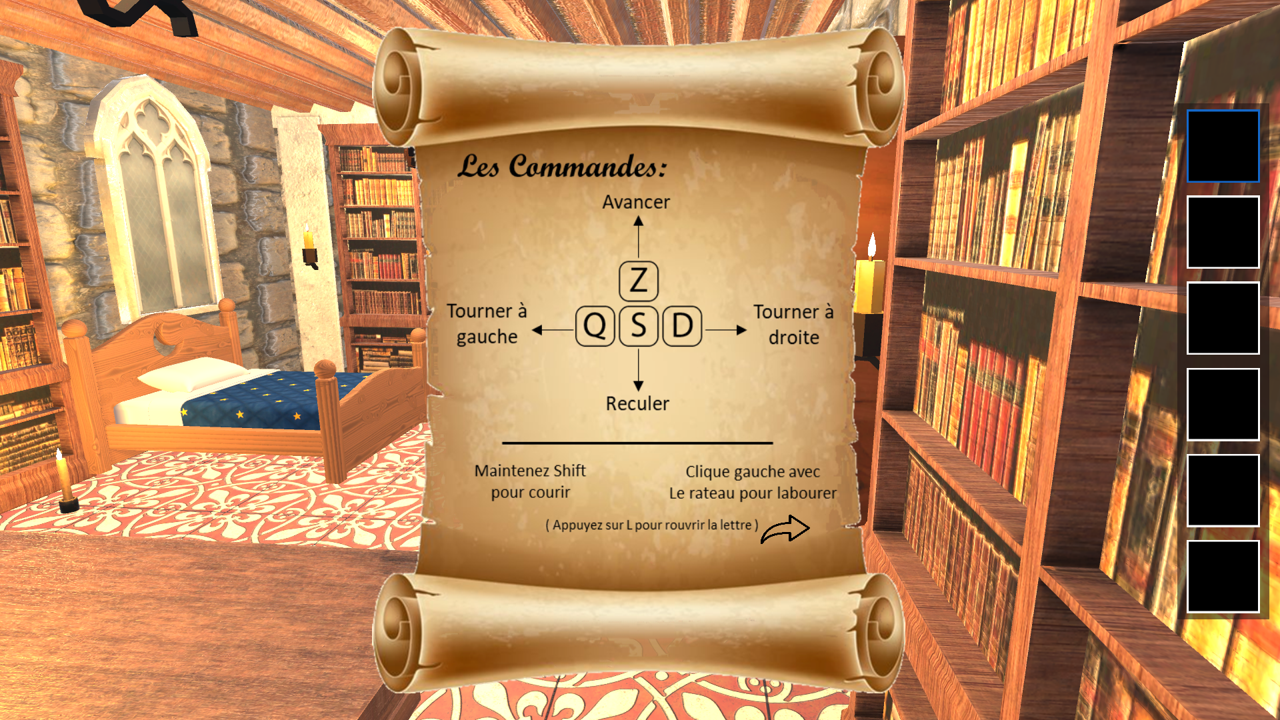 Les Commandes:
Avancer
Z
Tourner à
gauche
Q S D
Tourner à
droite
Reculer
Maintenez Shift
pour courir
Clique gauche avec
Le rateau pour labourer
( Appuyez sur L pour rouvrir la lettre )